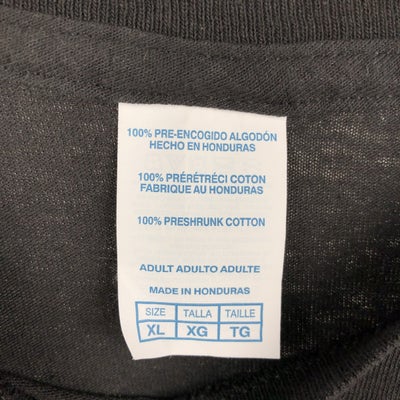 100% PRE-ENCOGIDO ALGODÓN
HECHO EN HONDURAS
100% PRÉRÉTRÉCI COTON
FABRIQUE AU HONDURAS
100% PRESHRUNK COTTON
ADULT ADULTO ADULTE
MADE IN HONDURAS
SIZE TALLA TAILLE
XL XG TG